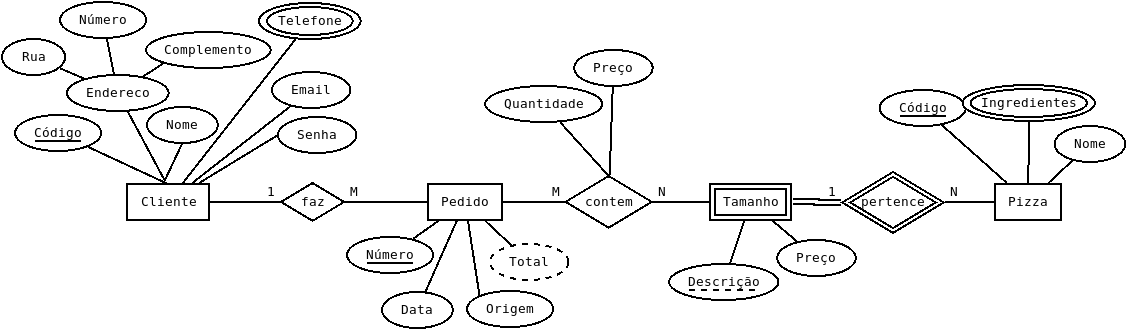 Número
Telefone
Rua
Complemento
Preço
Endereco
Email
Quantidade
Código
Ingredientes
Código
Nome
Senha
Nome
1
M
M
N
1
N
Cliente
faz
Pedido
contem
Tamanho
pertence
Pizza
Número
Total
Preço
Descrição
Data
Origem